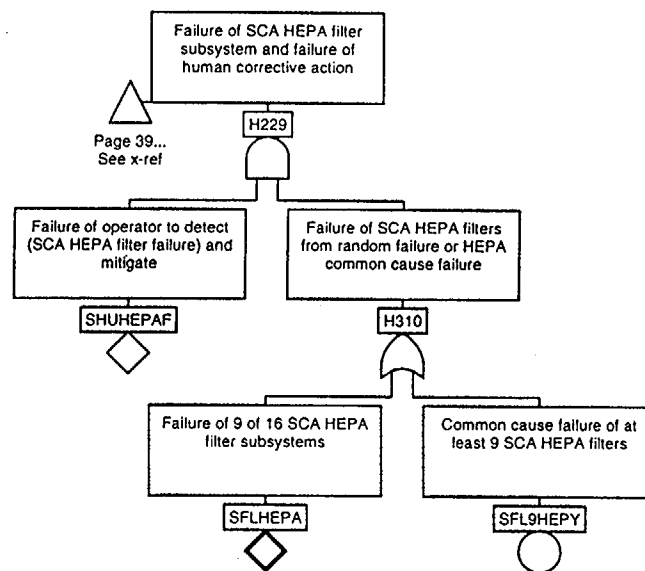 Failure of SCA HEPA filter
subsystem and failure of
human corrective action
Page 39...
See x-ref
H229
Failure of operator to detect
(SCA HEPA filter failure) and
mitigate
SHUHEPAF
Failure of SCA HEPA filters
from random failure or HEPA
common cause failure
H310
Failure of 9 of 16 SCA HEPA
filter subsystems
SFLHEPA
Common cause failure of at
least 9 SCA HEPA filters
SFL9HEPY